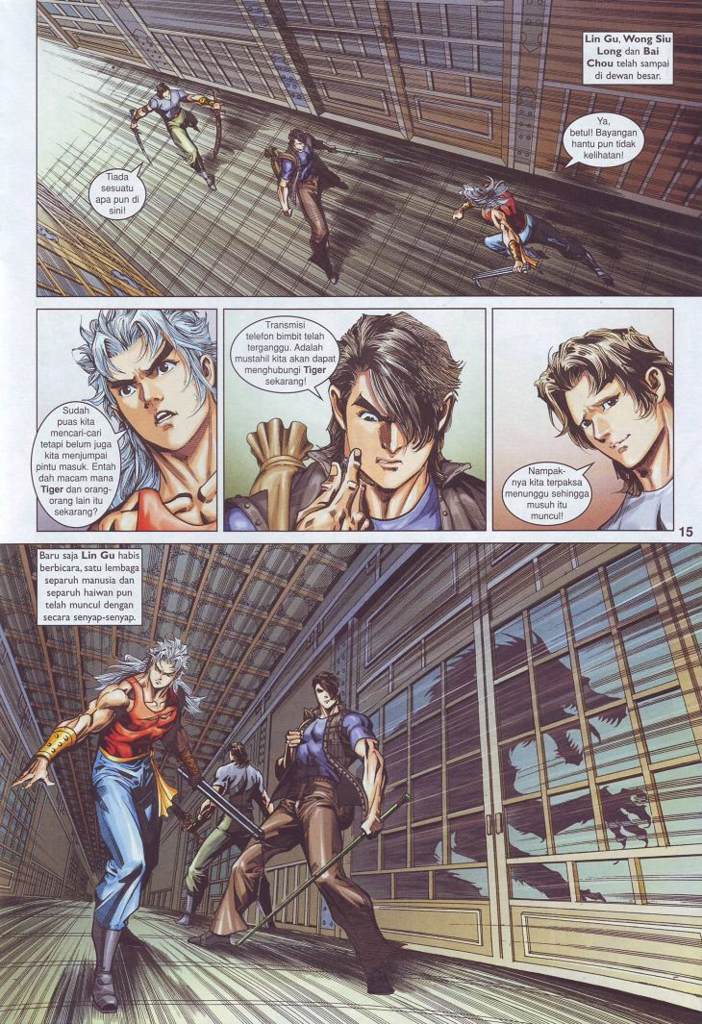 Lin Gu, Wong Siu
Long dan Bai
Chou telah sampai
di dewan besar.
Ya,
betul! Bayangan
hantu pun tidak
kelihatan!
Tiada
sesuatu
apa pun di
sini!
Sudah
puas kita
mencari-cari
tetapi belum juga
kita menjumpai
pintu masuk. Entah
dah macam mana
Tiger dan orang-
orang lain itu
sekarang?
Transmisi
telefon bimbit telah
terganggu. Adalah
mustahil kita akan dapat
menghubungi Tiger
sekarang!
Nampak-
nya kita terpaksa
menunggu sehingga
musuh itu
muncul!
15
Baru saja Lin Gu habis
berbicara, satu lembaga
separuh manusia dan
separuh haiwan pun
telah muncul dengan
secara senyap-senyap.